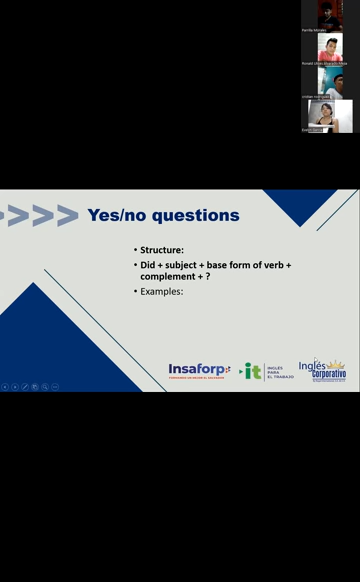 Yes/no questions
• Structure:
• Did + subject + base form of verb +
complement + ?
• Examples:
Insaforp
it
INGLÉS
PARA
EL TRABAJO
Inglés
Corporativo